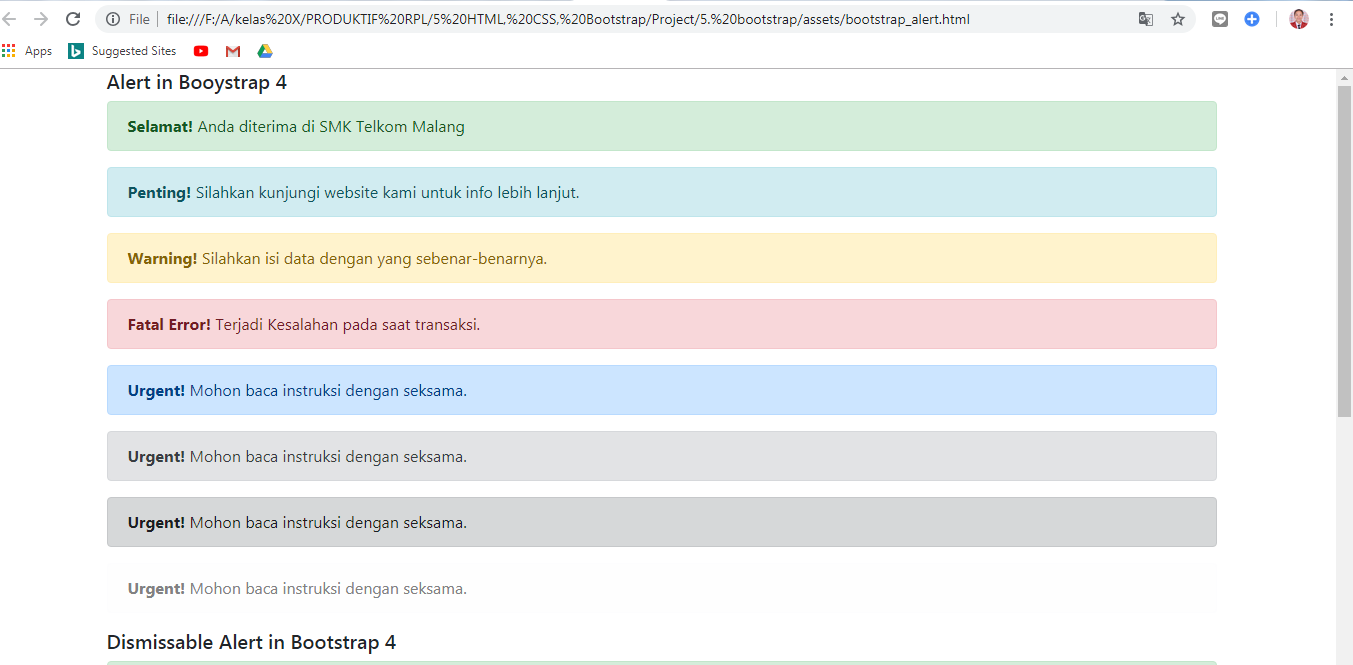 File file:///F:/A/kelas%20X/PRODUKTIF%20RPL/5%20HTML,%20CSS,%20Bootstrap/Project/5.%20bootstrap/assets/bootstrap_alert.html
Apps Suggested Sites
Alert in Booystrap 4
Selamat! Anda diterima di SMK Telkom Malang
Penting! Silahkan kunjungi website kami untuk info lebih lanjut.
Warning! Silahkan isi data dengan yang sebenar-benarnya.
Fatal Error! Terjadi Kesalahan pada saat transaksi.
Urgent! Mohon baca instruksi dengan seksama.
Urgent! Mohon baca instruksi dengan seksama.
Urgent! Mohon baca instruksi dengan seksama.
Urgent! Mohon baca instruksi dengan seksama.
Dismissable Alert in Bootstrap 4